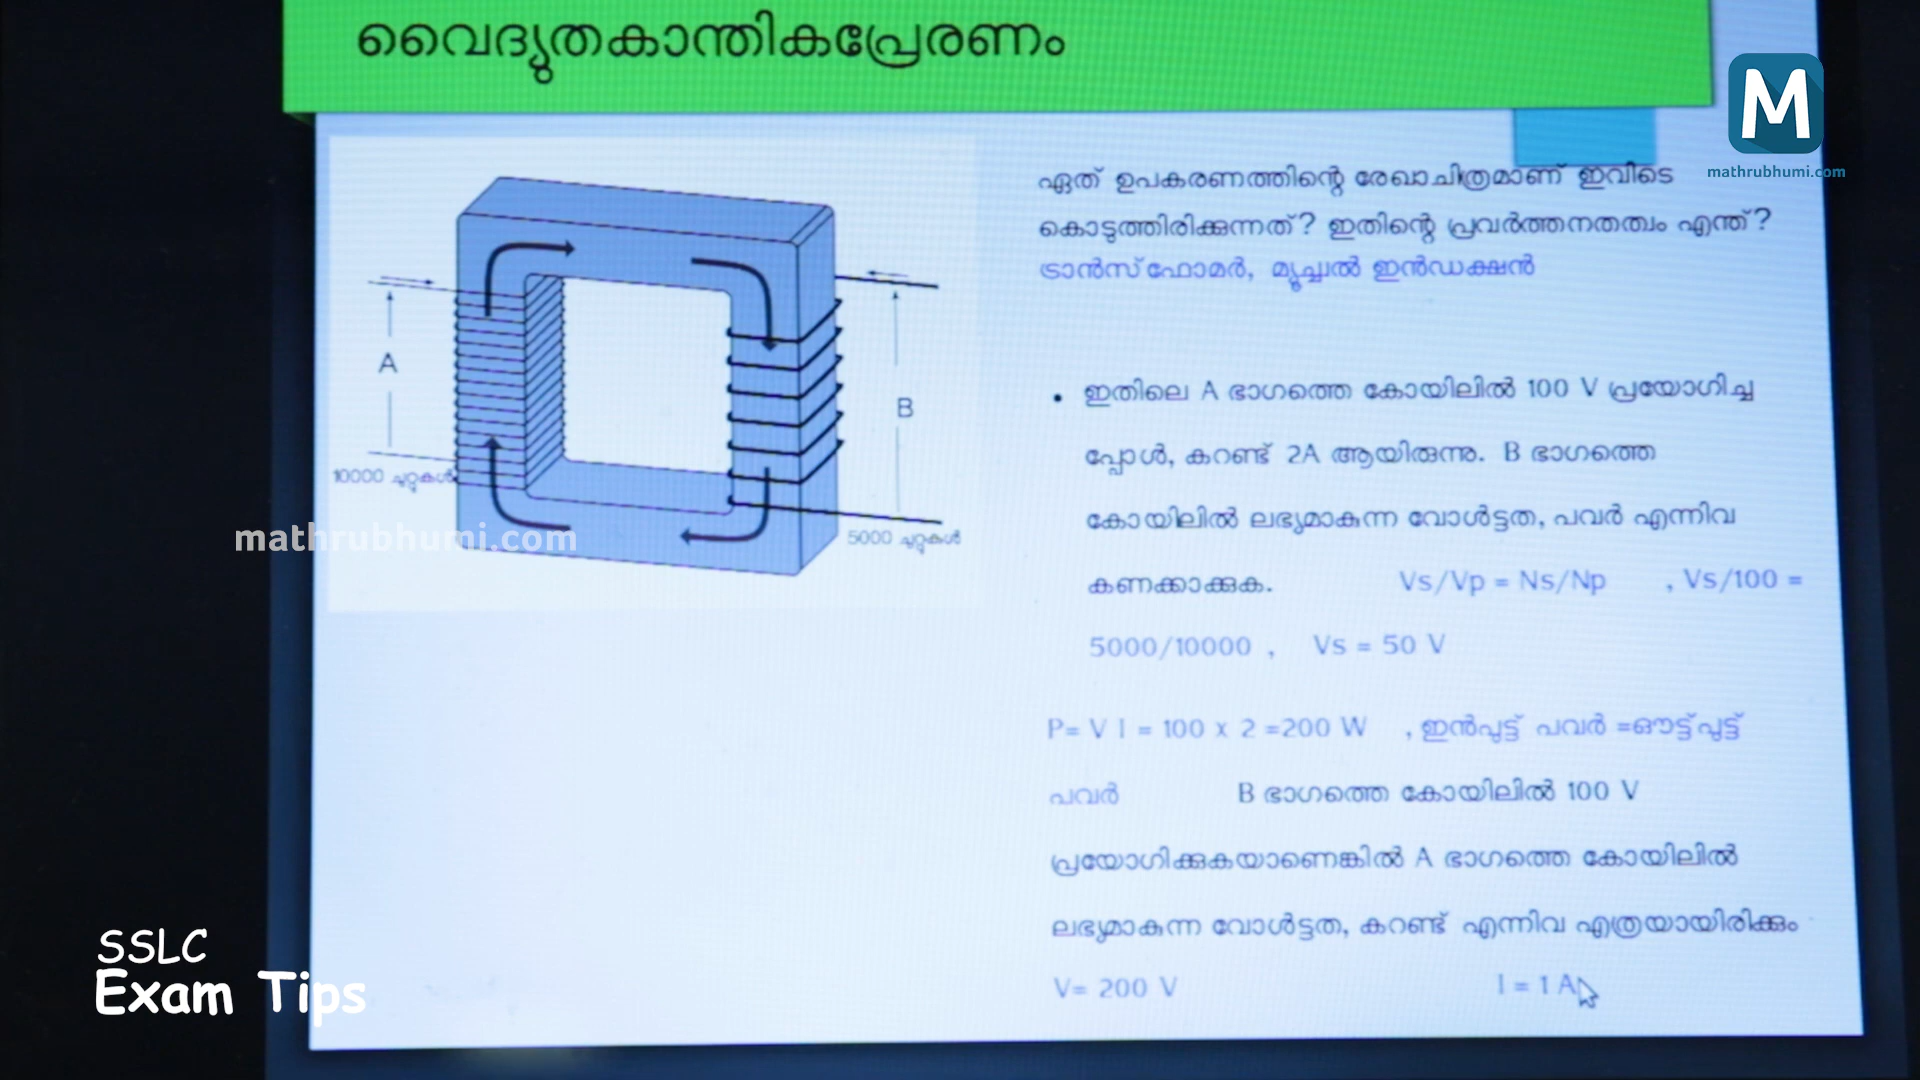 വൈദ്യുതകാന്തികപ്രേരണം
M
mathrubhumi.com
ഏത് ഉപകരണത്തിന്റെ രേഖാചിത്രമാണ് ഇവിടെ
കൊടുത്തിരിക്കുന്നത്? ഇതിന്റെ പ്രവർത്തനതത്വം എന്ത്?
ട്രാൻസ്ഫോമർ, മ്യൂച്ചൽ ഇൻഡക്ഷൻ
A
B
10000 ചുറ്റുകൾ
5000 ചുറ്റുകൾ
mathrubhumi.com
• ഇതിലെ A ഭാഗത്തെ കോയിലിൽ 100 V പ്രയോഗിച്ച
പ്പോൾ, കറണ്ട് 2A ആയിരുന്നു. B ഭാഗത്തെ
കോയിലിൽ ലഭ്യമാകുന്ന വോൾട്ടത, പവർ എന്നിവ
കണക്കാക്കുക. Vs/Vp = Ns/Np , Vs/100 =
5000/10000 , Vs = 50 V
P= V I = 100 x 2 =200 W , ഇൻപുട്ട് പവർ =ഔട്ട്പുട്ട്
പവർ B ഭാഗത്തെ കോയിലിൽ 100 V
പ്രയോഗിക്കുകയാണെങ്കിൽ A ഭാഗത്തെ കോയിലിൽ
ലഭ്യമാകുന്ന വോൾട്ടത, കറണ്ട് എന്നിവ എത്രയായിരിക്കും
V= 200 V I = 1 A
SSLC
Exam Tips